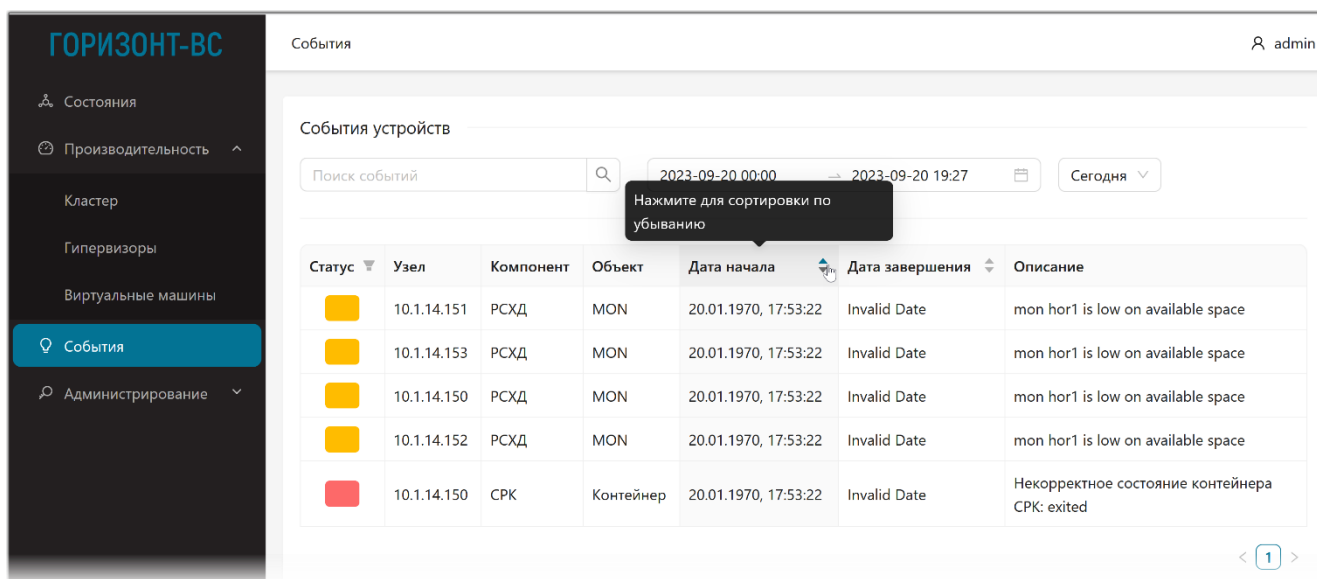 ГОРИЗОНТ-ВС
События
admin
Состояния
Производительность
Кластер
Гипервизоры
Виртуальные машины
События
Администрирование
События устройств
Поиск событий
2023-09-20 00:00
2023-09-20 19:27
Сегодня
Нажмите для сортировки по
убыванию
Статус Узел Компонент Объект Дата начала Дата завершения Описание
10.1.14.151 РСХД MON 20.01.1970, 17:53:22 Invalid Date mon hor1 is low on available space
10.1.14.153 РСХД MON 20.01.1970, 17:53:22 Invalid Date mon hor1 is low on available space
10.1.14.150 РСХД MON 20.01.1970, 17:53:22 Invalid Date mon hor1 is low on available space
10.1.14.152 РСХД MON 20.01.1970, 17:53:22 Invalid Date mon hor1 is low on available space
10.1.14.150 СРК Контейнер 20.01.1970, 17:53:22 Invalid Date Некорректное состояние контейнера
СРК: exited
< 1 >